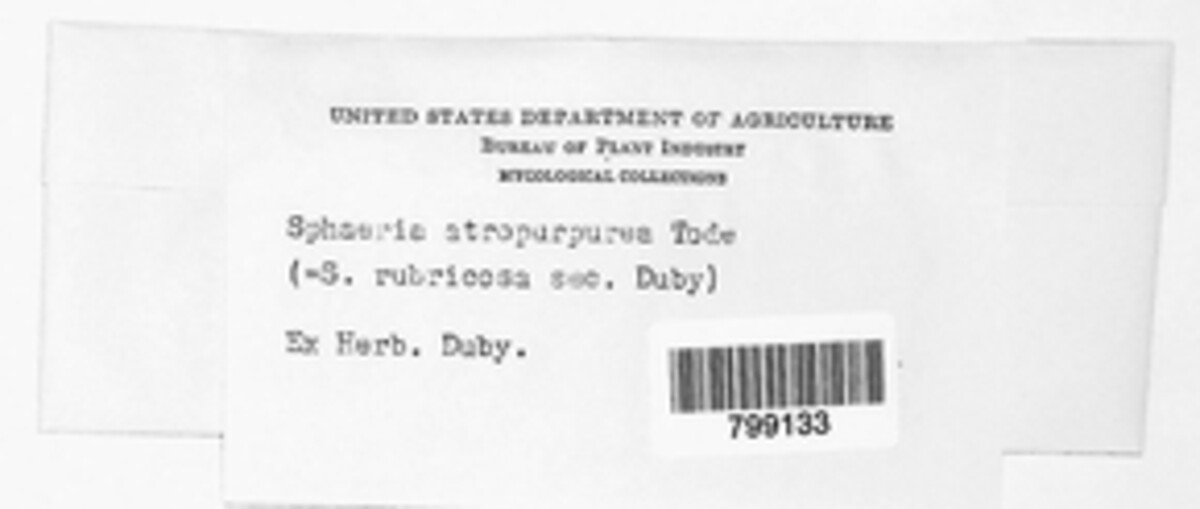 UNITED STATES DEPARTMENT OF AGRICULTURE
BUREAU OF PLANT INDUSTRY
MYCOLOGICAL COLLECTIONS
Sphaeria atropurpurea Tode
(=S. rubricosa sec. Duby)
Ex Herb. Duby.
799133